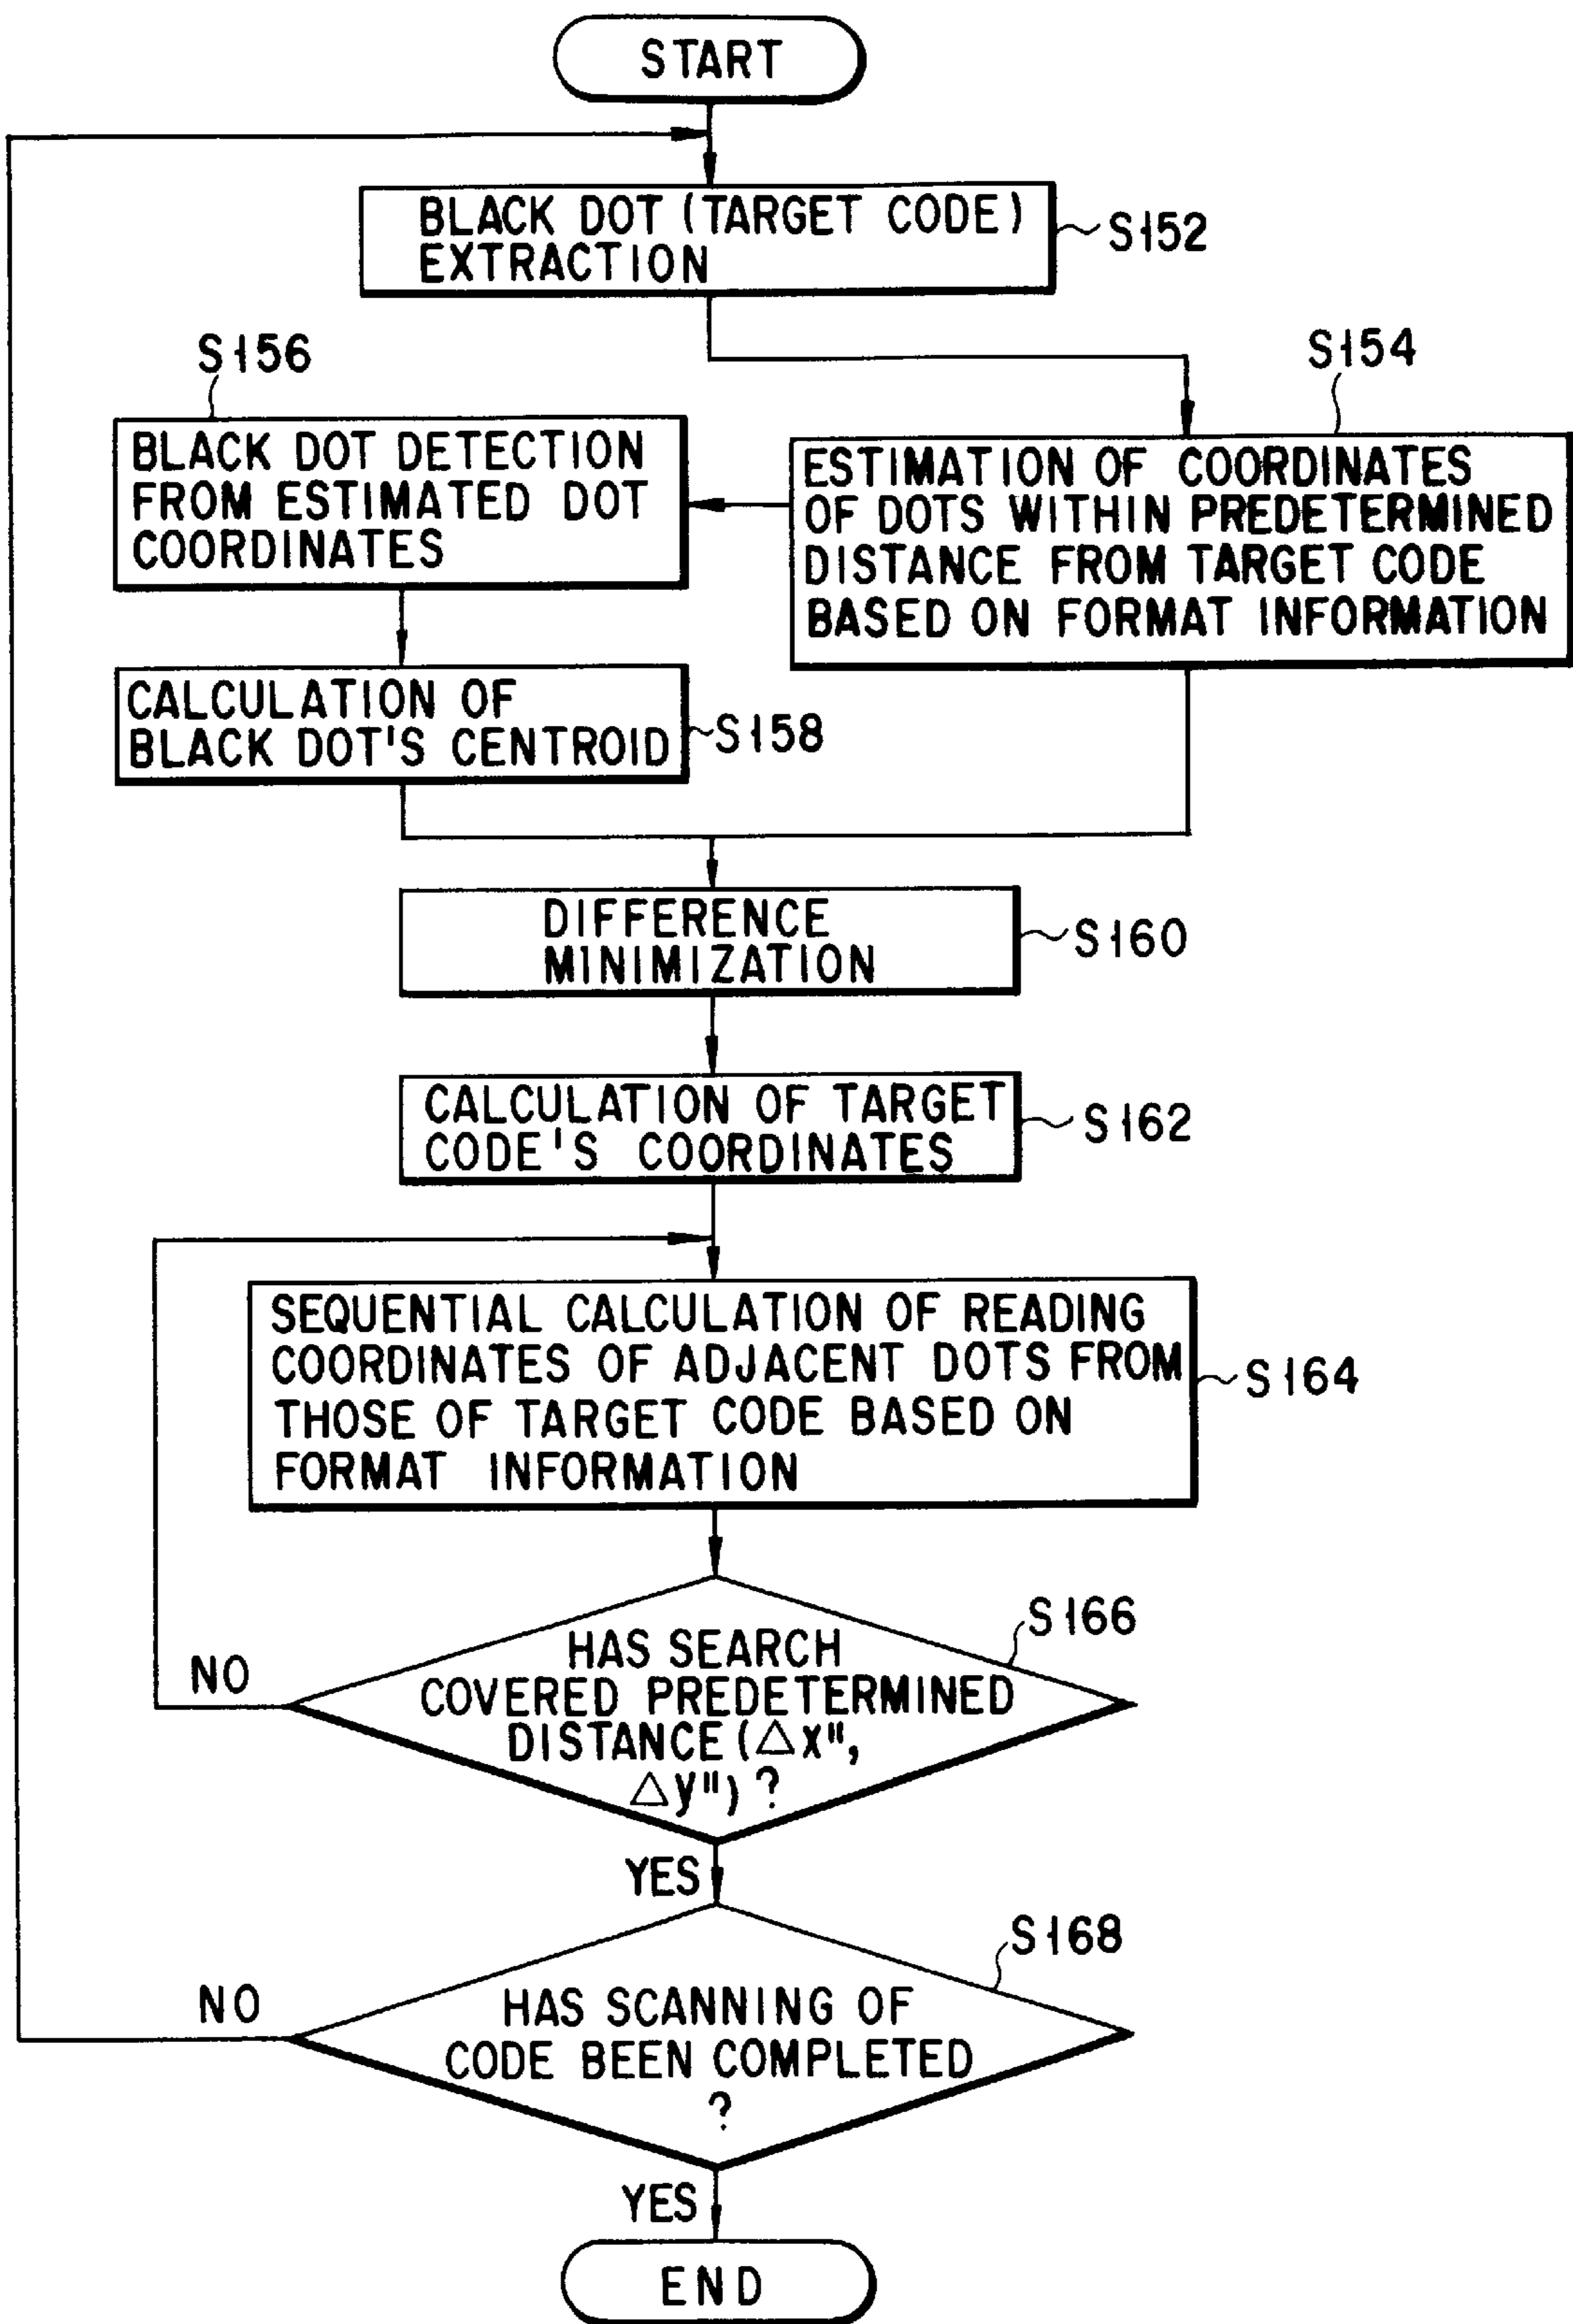 START
BLACK DOT (TARGET CODE)
EXTRACTION
S152
S154
ESTIMATION OF COORDINATES
OF DOTS WITHIN PREDETERMINED
DISTANCE FROM TARGET CODE
BASED ON FORMAT INFORMATION
S156
BLACK DOT DETECTION
FROM ESTIMATED DOT
COORDINATES
CALCULATION OF
BLACK DOT'S CENTROID
S158
DIFFERENCE
MINIMIZATION
S160
CALCULATION OF TARGET
CODE'S COORDINATES
S162
SEQUENTIAL CALCULATION OF READING
COORDINATES OF ADJACENT DOTS FROM
THOSE OF TARGET CODE BASED ON
FORMAT INFORMATION
S164
S166
HAS SEARCH
COVERED PREDETERMINED
DISTANCE (△x",
△y") ?
NO
YES
S168
HAS SCANNING OF
CODE BEEN COMPLETED
?
NO
YES
END